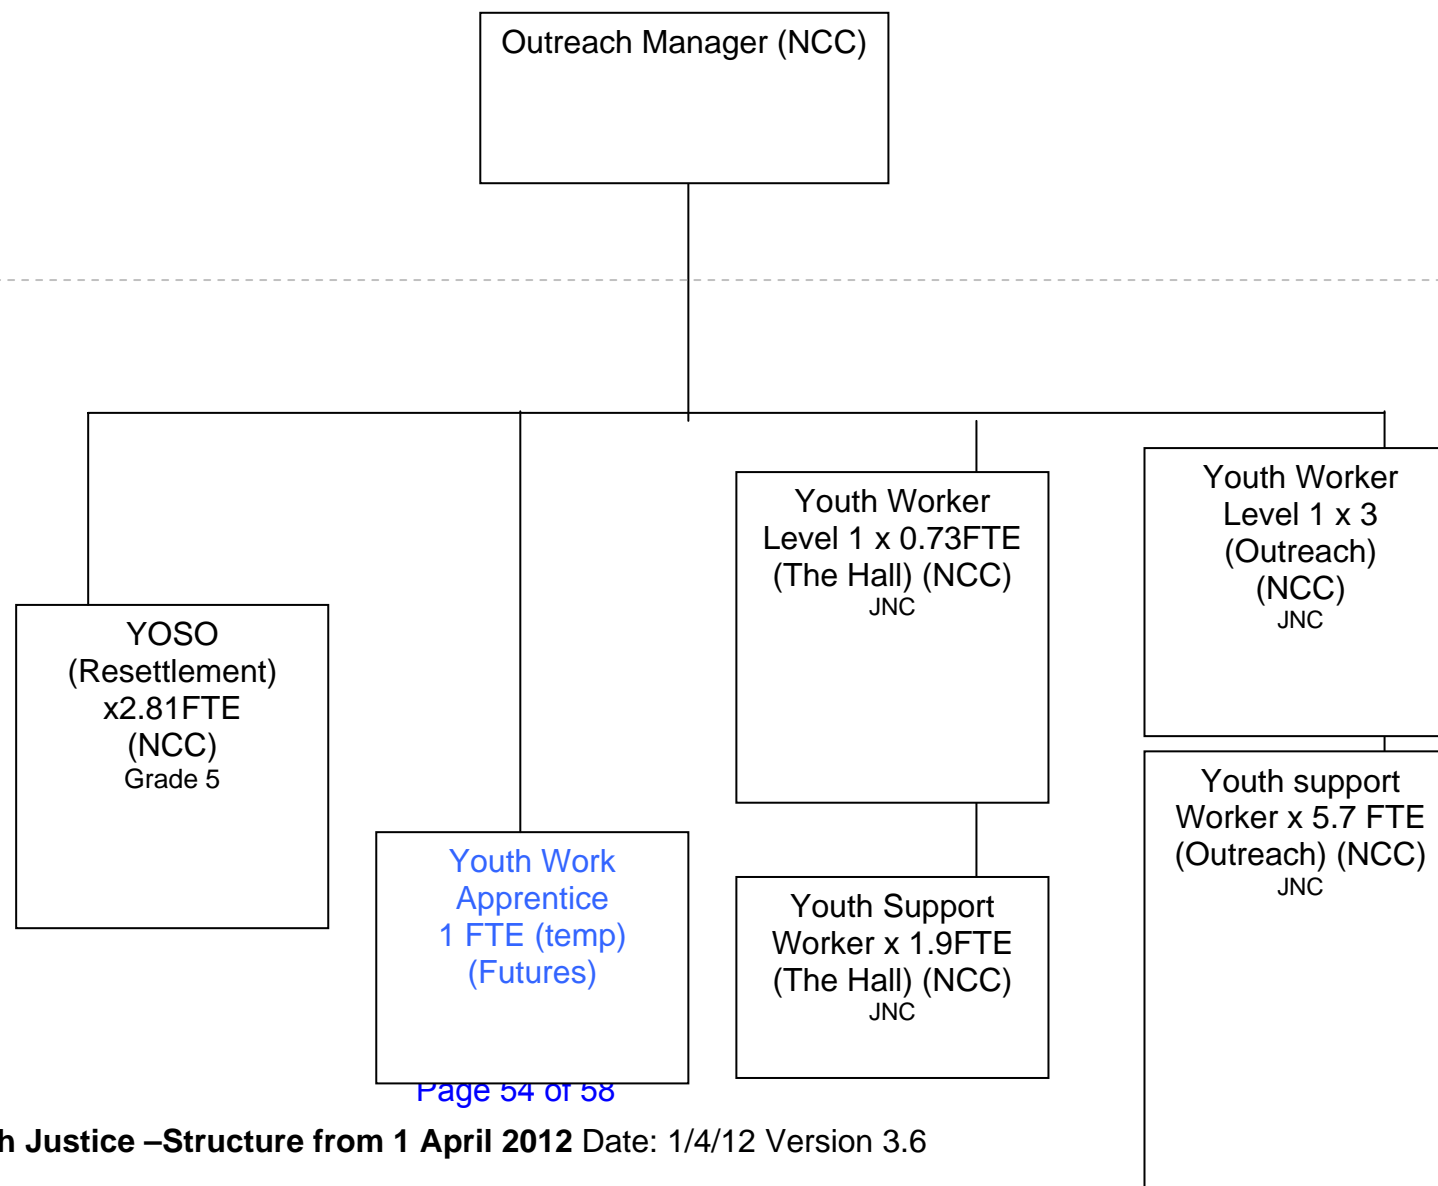 Outreach Manager (NCC)
YOSO
(Resettlement)
x2.81FTE
(NCC)
Grade 5
Youth Work
Apprentice
1 FTE (temp)
(Futures)
Youth Worker
Level 1 x 0.73FTE
(The Hall) (NCC)
JNC
Youth Support
Worker x 1.9FTE
(The Hall) (NCC)
JNC
Youth Worker
Level 1 x 3
(Outreach)
(NCC)
JNC
Youth support
Worker x 5.7 FTE
(Outreach) (NCC)
JNC
Page 54 of 58
h Justice –Structure from 1 April 2012 Date: 1/4/12 Version 3.6